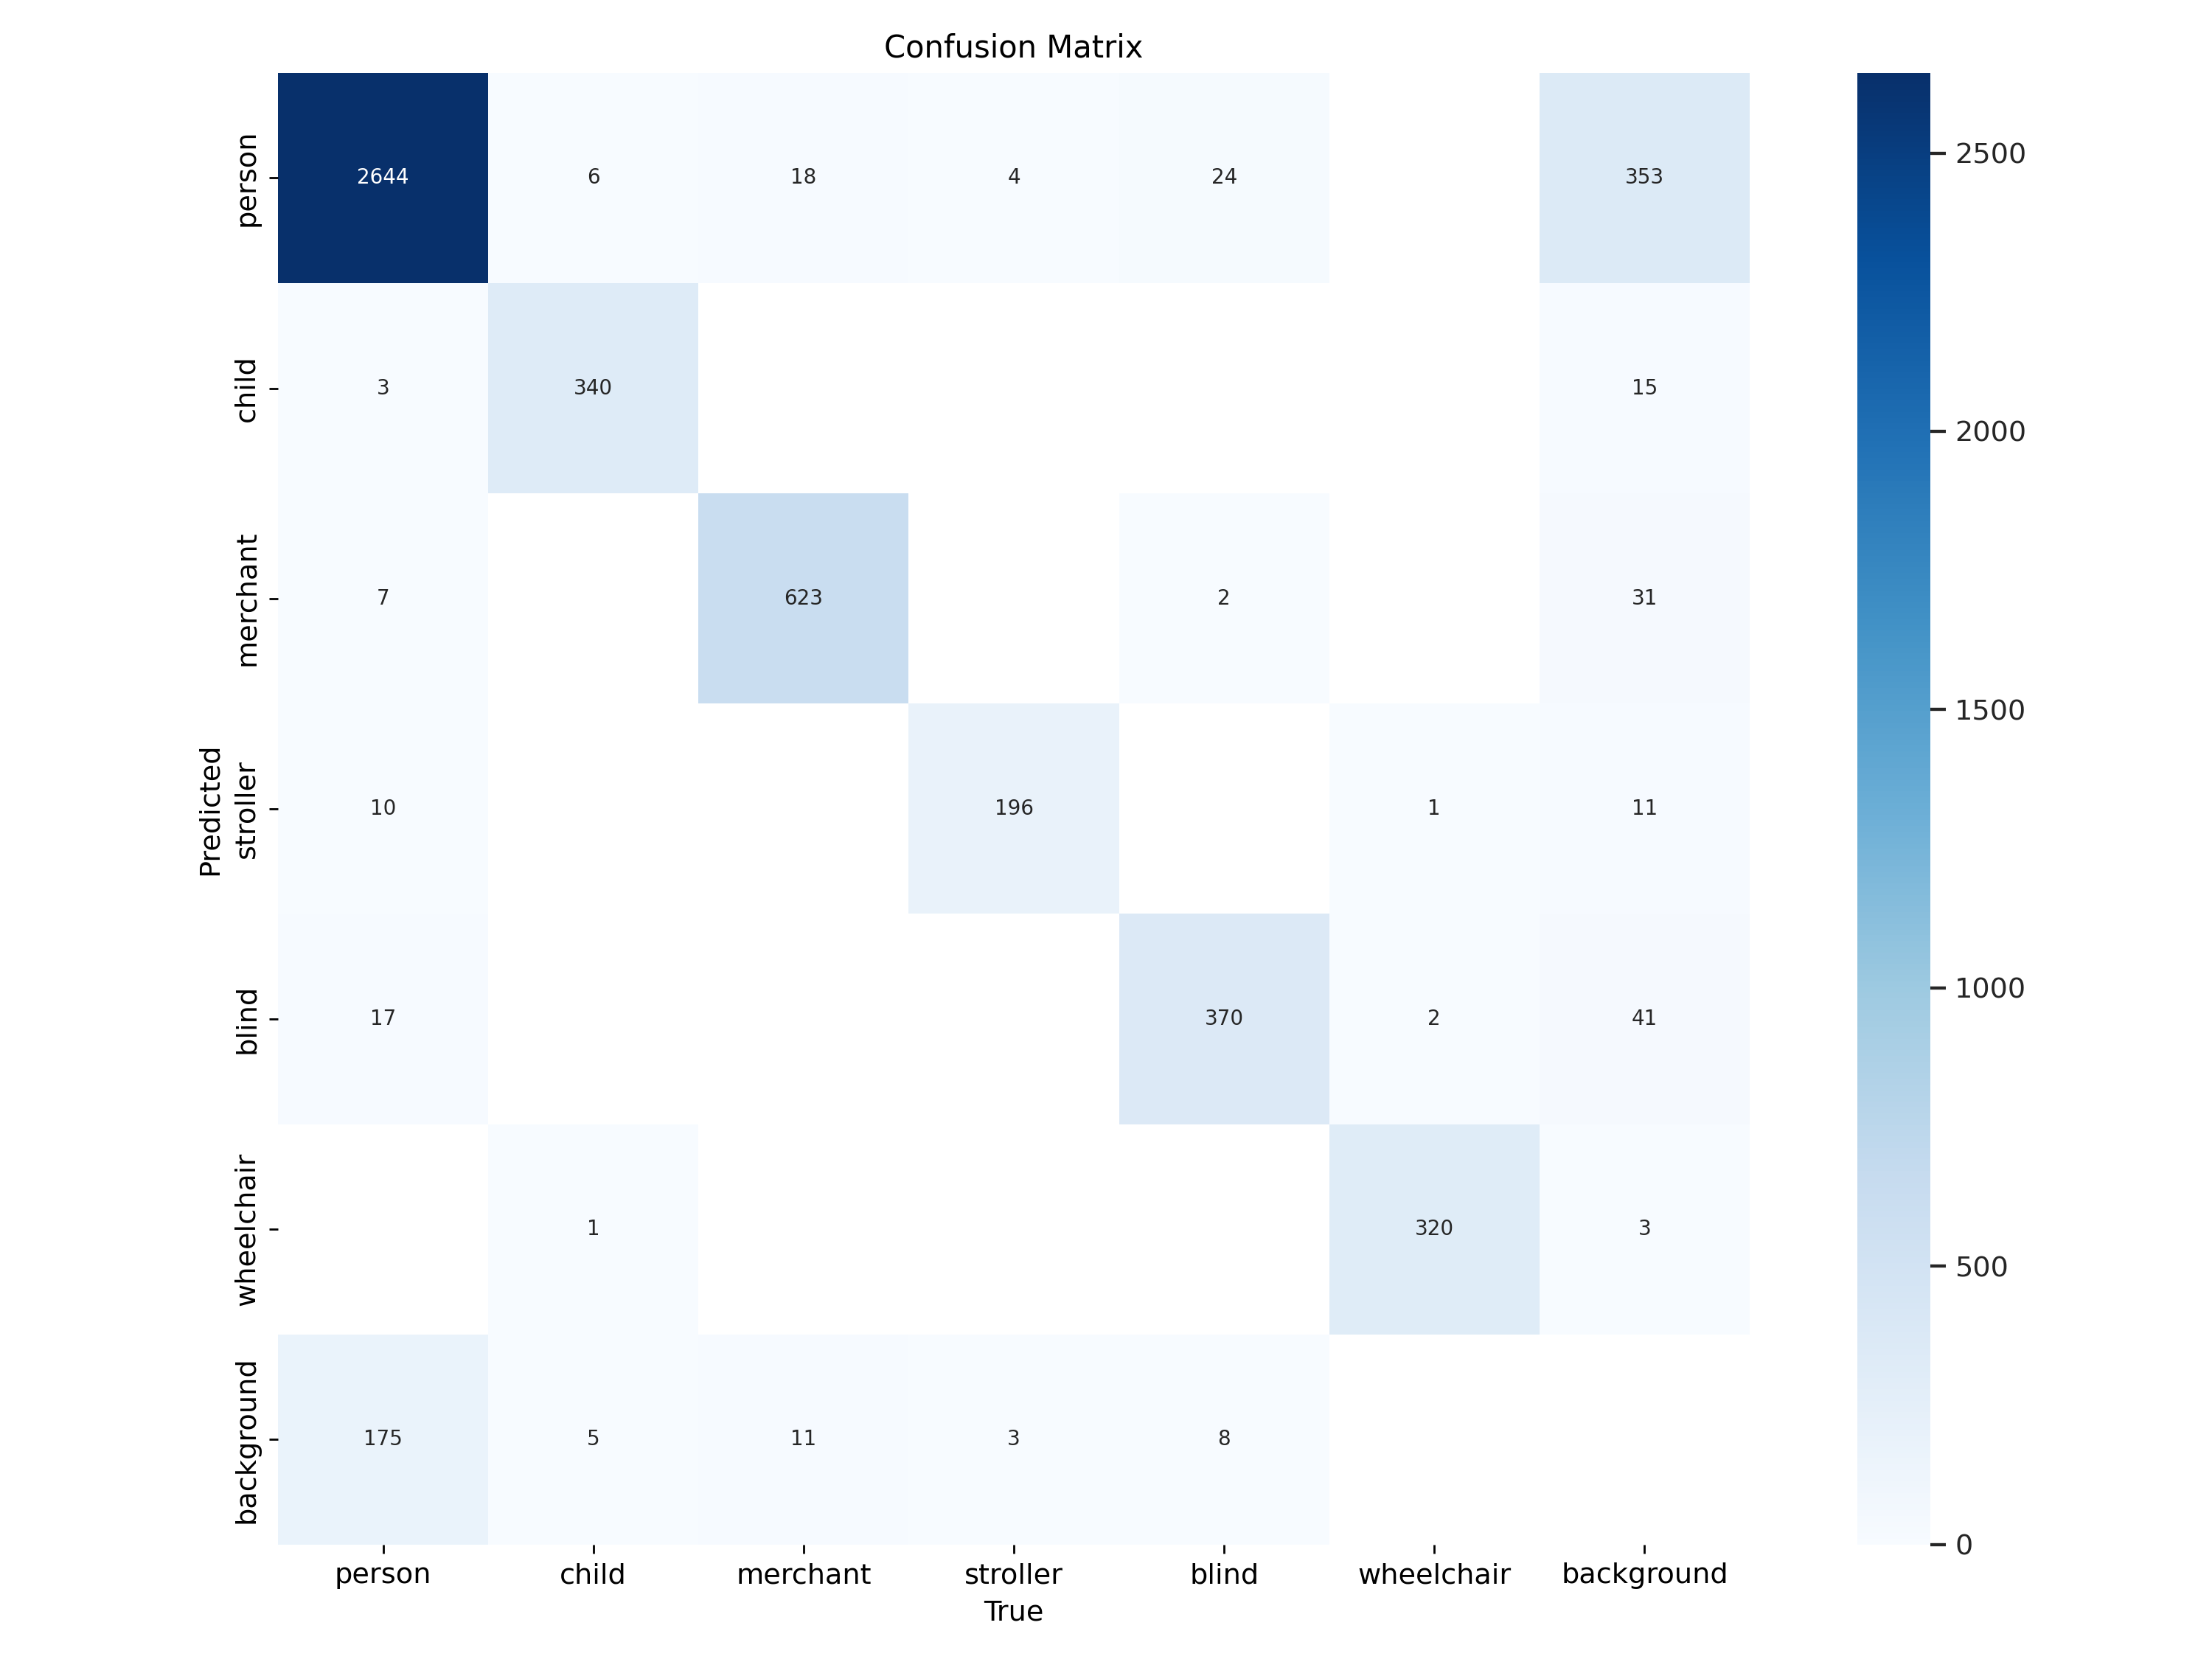 Confusion Matrix
person 2644 6 18 4 24 353
child 3 340 15
merchant 7 623 2 31
stroller 10 196 1 11
blind 17 370 2 41
wheelchair 1 320 3
background 175 5 11 3 8
Predicted
person child merchant stroller blind wheelchair background
True
2500
2000
1500
1000
500
0